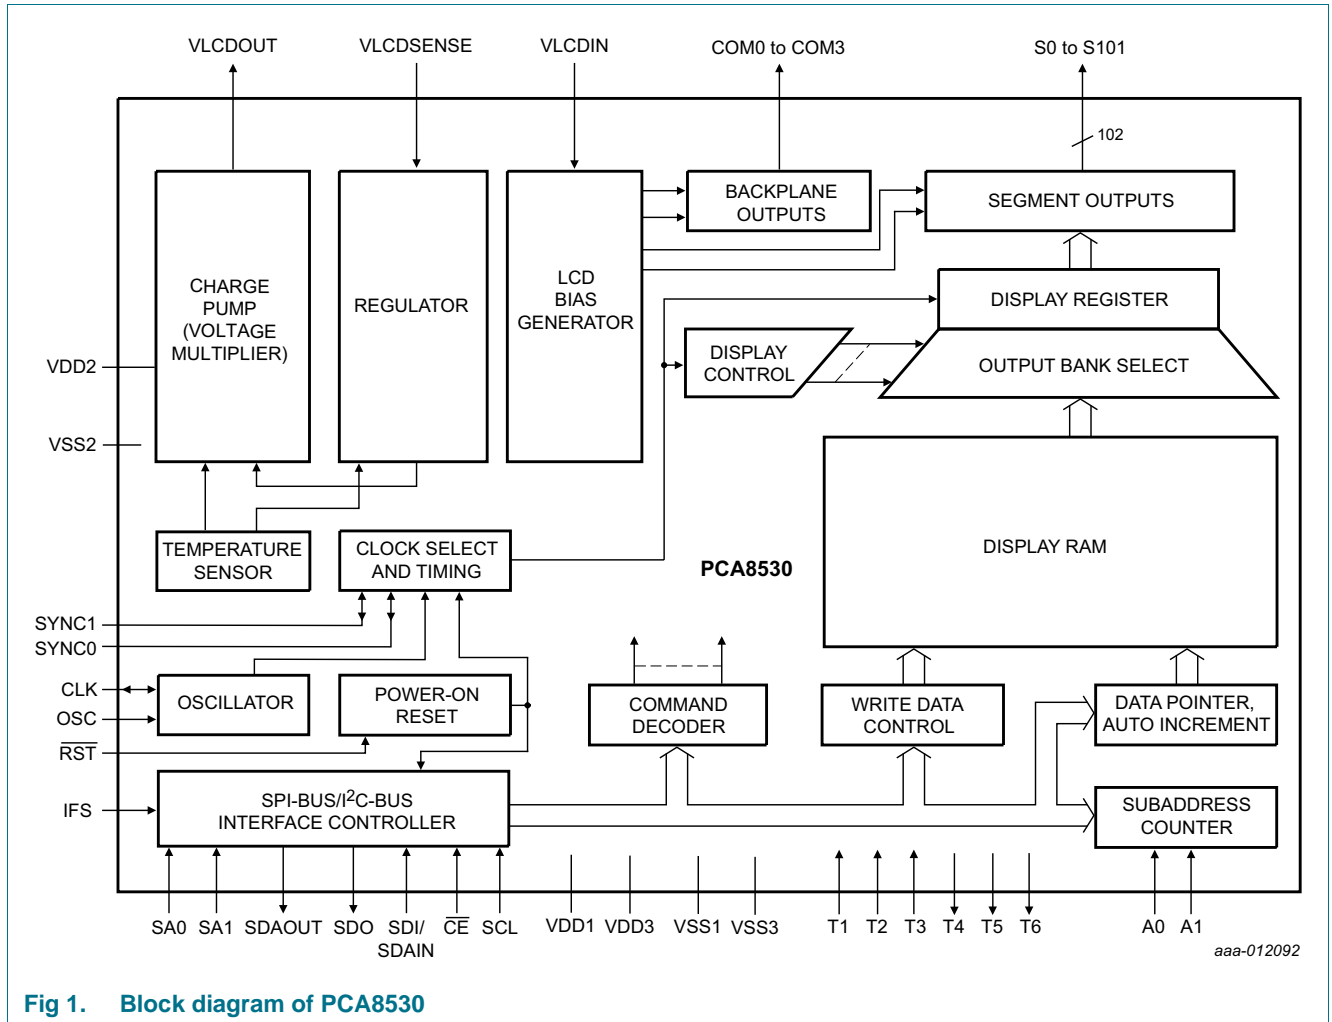 VLCDOUT
VLCDSENSE
VLCDIN
COM0 to COM3
S0 to S101
102
CHARGE
PUMP
(VOLTAGE
MULTIPLIER)
REGULATOR
LCD
BIAS
GENERATOR
BACKPLANE
OUTPUTS
SEGMENT OUTPUTS
DISPLAY REGISTER
DISPLAY
CONTROL
OUTPUT BANK SELECT
VDD2
VSS2
TEMPERATURE
SENSOR
CLOCK SELECT
AND TIMING
PCA8530
DISPLAY RAM
SYNC1
SYNC0
CLK
OSC
RST
IFS
OSCILLATOR
POWER-ON
RESET
COMMAND
DECODER
WRITE DATA
CONTROL
DATA POINTER,
AUTO INCREMENT
SPI-BUS/I²C-BUS
INTERFACE CONTROLLER
SUBADDRESS
COUNTER
SA0
SA1
SDAOUT
SDO
SDI/
SDAIN
CE
SCL
VDD1
VDD3
VSS1
VSS3
T1
T2
T3
T4
T5
T6
A0
A1
aaa-012092
Fig 1. Block diagram of PCA8530